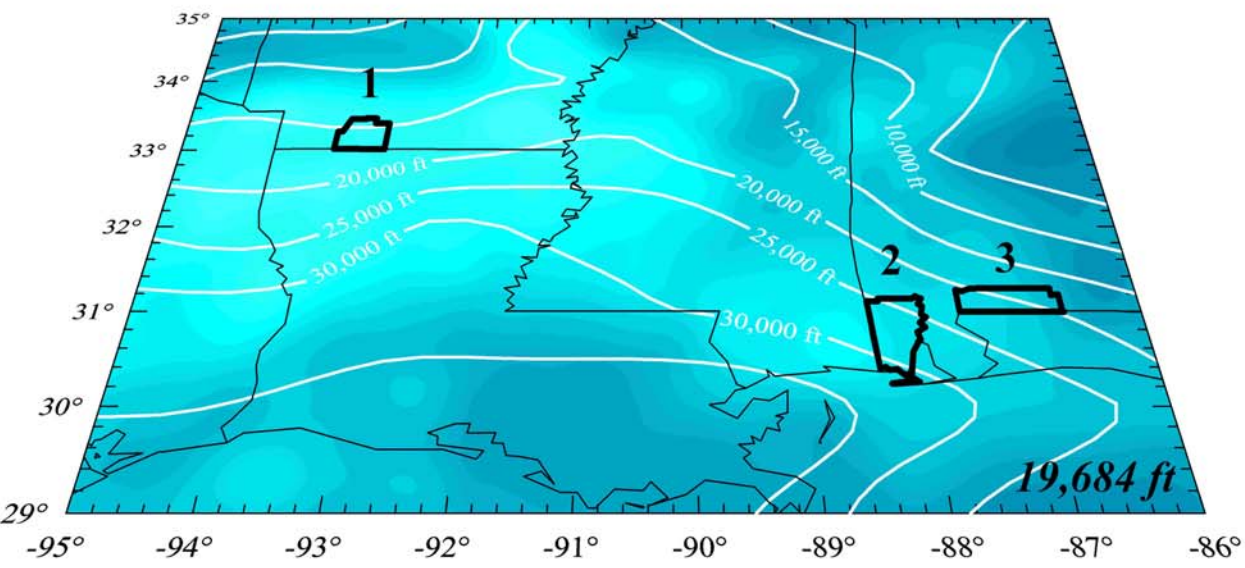 35°
34°
1
33°
20,000 ft
15,000 ft
10,000 ft
20,000 ft
32°
25,000 ft
25,000 ft
30,000 ft
2
3
31°
30,000 ft
30°
19,684 ft
29°
-95° -94° -93° -92° -91° -90° -89° -88° -87° -86°